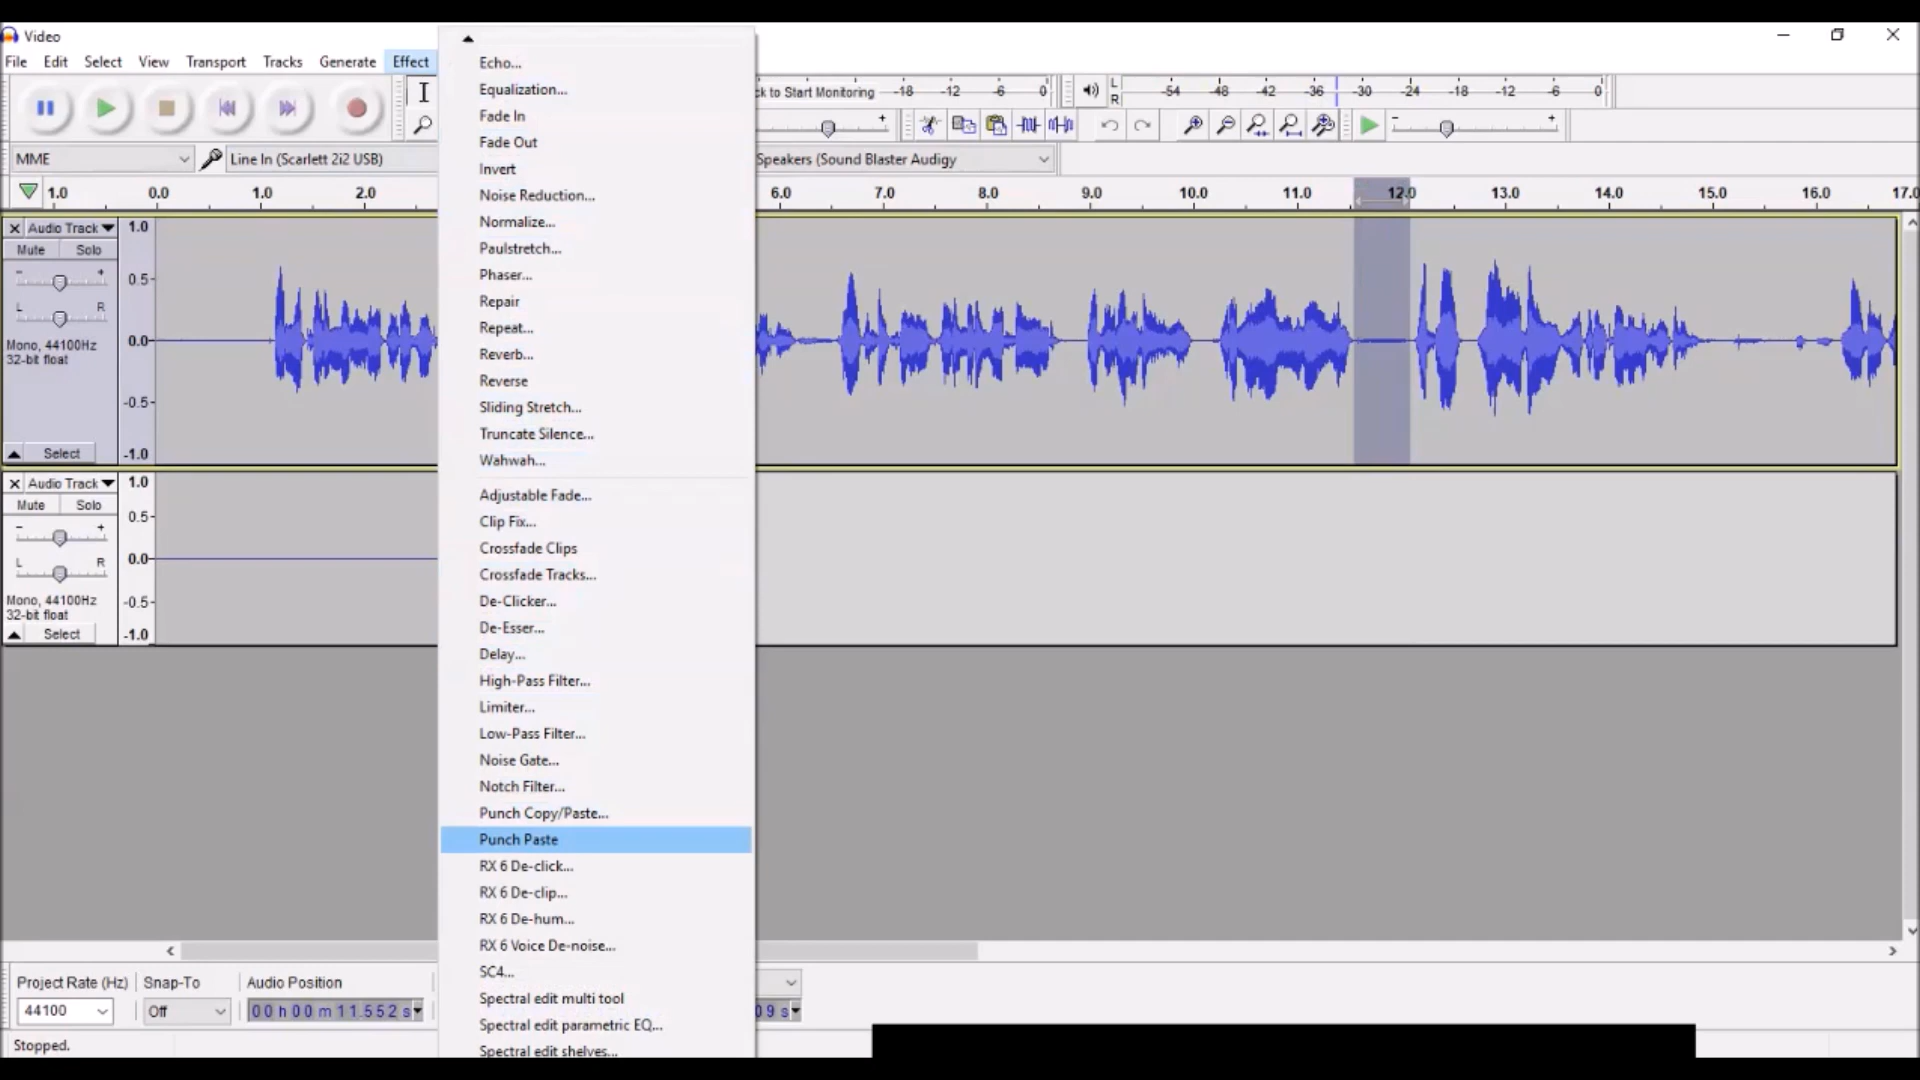 Video
File Edit Select View Transport Tracks Generate Effect
ck to Start Monitoring -18 -12 -6 0
L
R
-54 -48 -42 -36 -30 -24 -18 -12 -6 0
- +
MME
Line In (Scarlett 2i2 USB)
Speakers (Sound Blaster Audigy
1.0 0.0 1.0 2.0 6.0 7.0 8.0 9.0 10.0 11.0 12.0 13.0 14.0 15.0 16.0 17.0
Audio Track
Mute Solo
- +
L R
Mono, 44100Hz
32-bit float
Select
1.0
0.5-
0.0-
-0.5-
-1.0
Audio Track
Mute Solo
- +
L R
Mono, 44100Hz
32-bit float
Select
1.0
0.5-
0.0-
-0.5-
-1.0
Echo...
Equalization...
Fade In
Fade Out
Invert
Noise Reduction...
Normalize...
Paulstretch...
Phaser...
Repair
Repeat...
Reverb...
Reverse
Sliding Stretch...
Truncate Silence...
Wahwah...
Adjustable Fade...
Clip Fix...
Crossfade Clips
Crossfade Tracks...
De-Clicker...
De-Esser...
Delay...
High-Pass Filter...
Limiter...
Low-Pass Filter...
Noise Gate...
Notch Filter...
Punch Copy/Paste...
Punch Paste
RX 6 De-click...
RX 6 De-clip...
RX 6 De-hum...
RX 6 Voice De-noise...
SC4...
Spectral edit multi tool
Spectral edit parametric EQ...
Spectral edit shelves...
Project Rate (Hz) Snap-To Audio Position
44100 Off 00 h 00 m 11.552 s
09 s
Stopped.